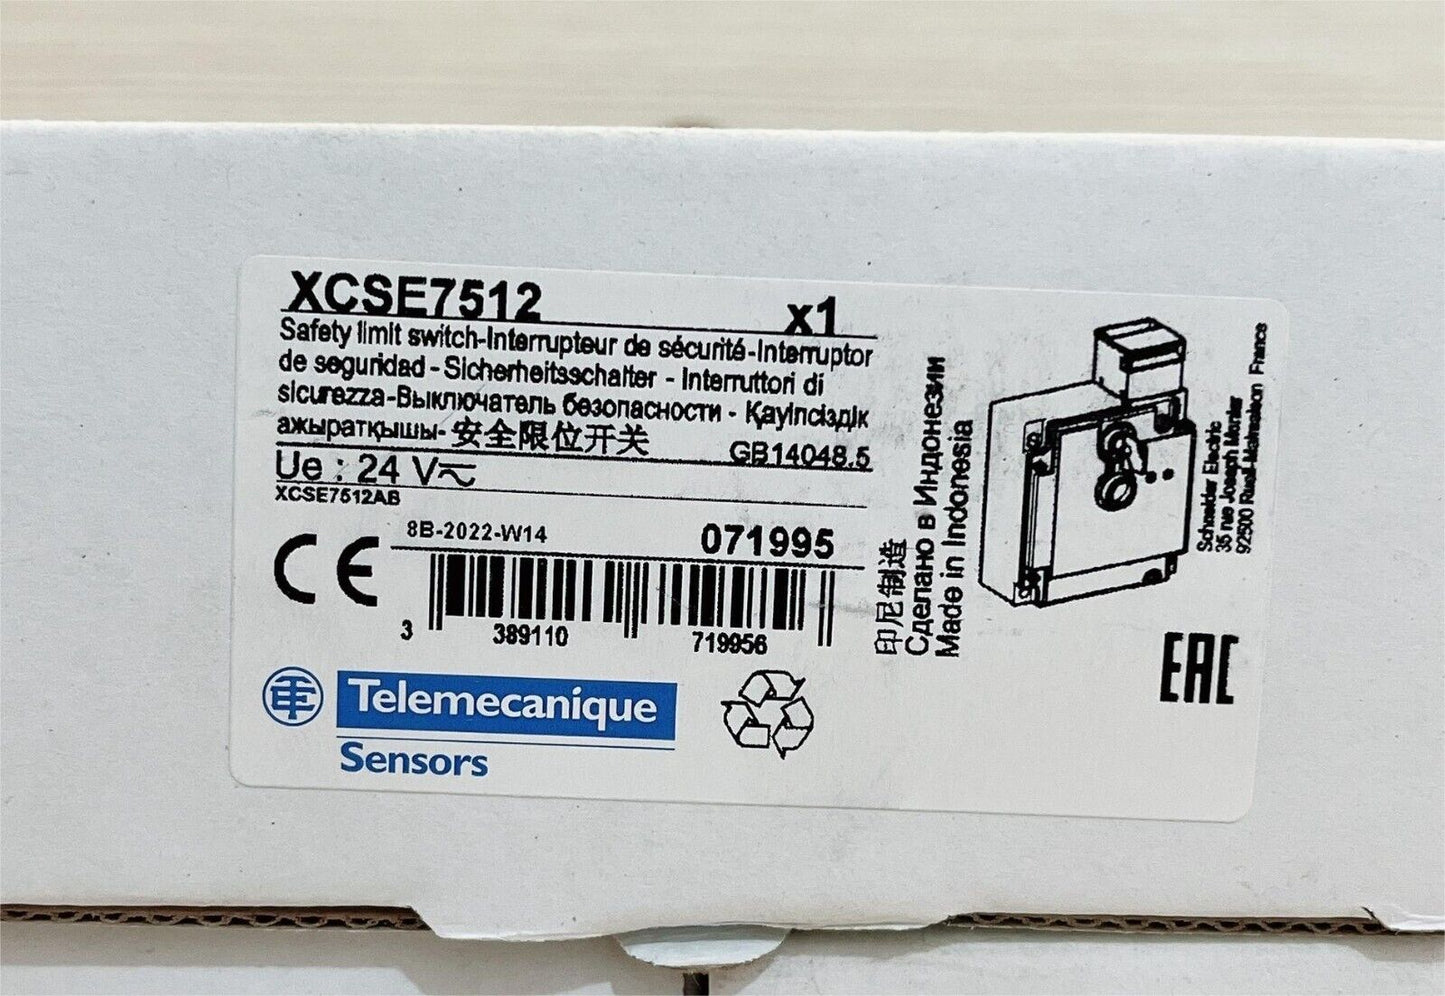 XCSE7512
x1
Safety limit switch-Interrupteur de sécurité-Interruptor
de seguridad - Sicherheitsschalter - Interruttori di
sicurezza-Выключатель безопасности - Қауіпсіздік
ажыратқышы-安全限位开关
GB14048.5
Ue : 24 V⎓
XCSE7512AB
8B-2022-W14
071995
CE
3 389110 719956
Telemecanique
Sensors
印尼制造
Сделано в Индонезии
Made in Indonesia
Schneider Electric
35 rue Joseph Monier
92500 Rueil-Malmaison France
EAC